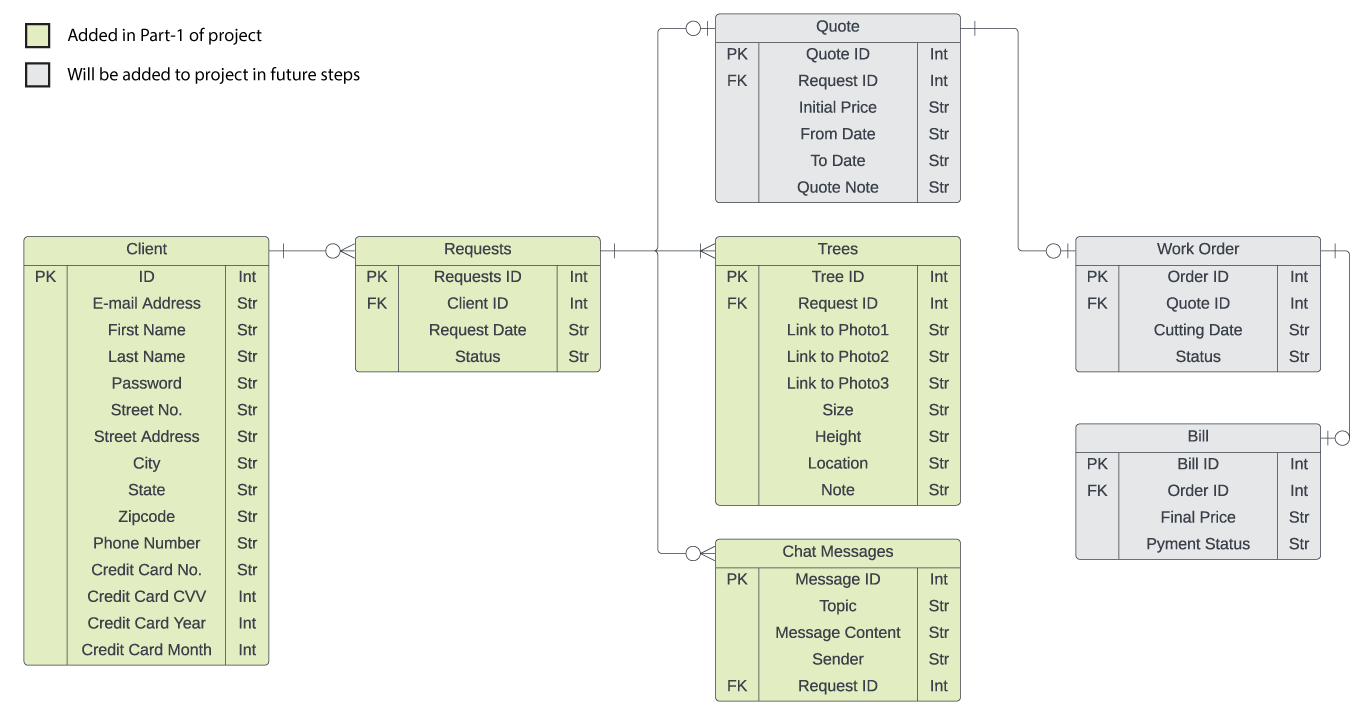 Added in Part-1 of project
Will be added to project in future steps
Quote
PK Quote ID Int
FK Request ID Int
Initial Price Str
From Date Str
To Date Str
Quote Note Str
Client
PK ID Int
E-mail Address Str
First Name Str
Last Name Str
Password Str
Street No. Str
Street Address Str
City Str
State Str
Zipcode Str
Phone Number Str
Credit Card No. Str
Credit Card CVV Int
Credit Card Year Int
Credit Card Month Int
Requests
PK Requests ID Int
FK Client ID Int
Request Date Str
Status Str
Trees
PK Tree ID Int
FK Request ID Int
Link to Photo1 Str
Link to Photo2 Str
Link to Photo3 Str
Size Str
Height Str
Location Str
Note Str
Chat Messages
PK Message ID Int
Topic Str
Message Content Str
Sender Str
FK Request ID Int
Work Order
PK Order ID Int
FK Quote ID Int
Cutting Date Str
Status Str
Bill
PK Bill ID Int
FK Order ID Int
Final Price Str
Pyment Status Str